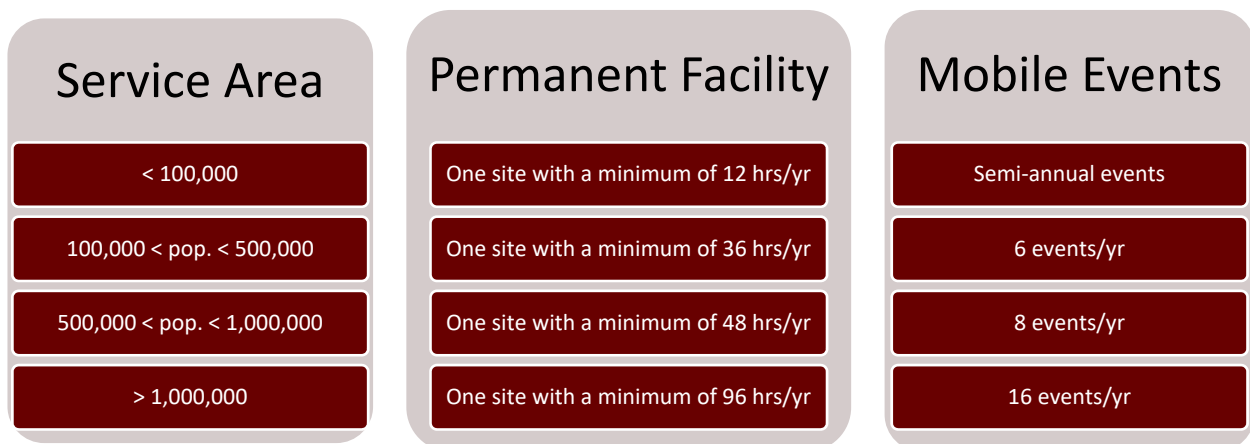 Service Area
< 100,000
100,000 < pop. < 500,000
500,000 < pop. < 1,000,000
> 1,000,000
Permanent Facility
One site with a minimum of 12 hrs/yr
One site with a minimum of 36 hrs/yr
One site with a minimum of 48 hrs/yr
One site with a minimum of 96 hrs/yr
Mobile Events
Semi-annual events
6 events/yr
8 events/yr
16 events/yr